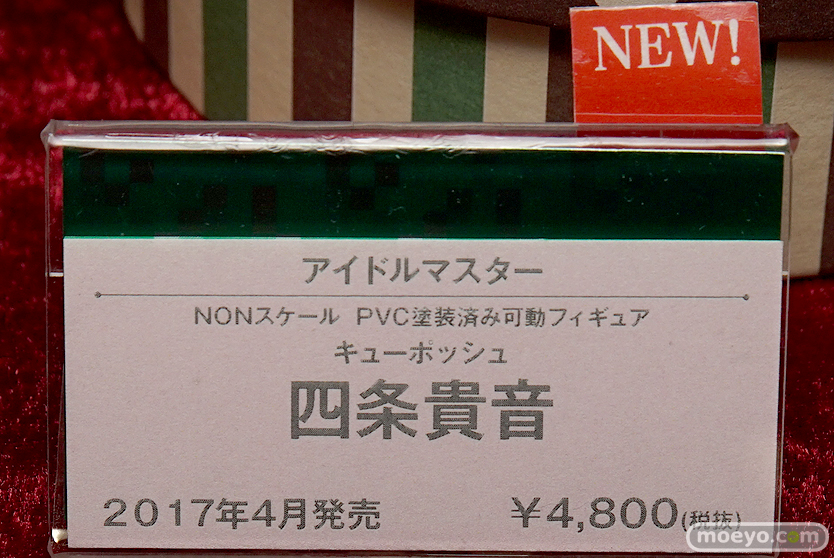 NEW!
アイドルマスター
NONスケール PVC塗装済み可動フィギュア
キューポッシュ
四条貴音
2017年4月発売 ¥4,800(税抜)
moeyo.com